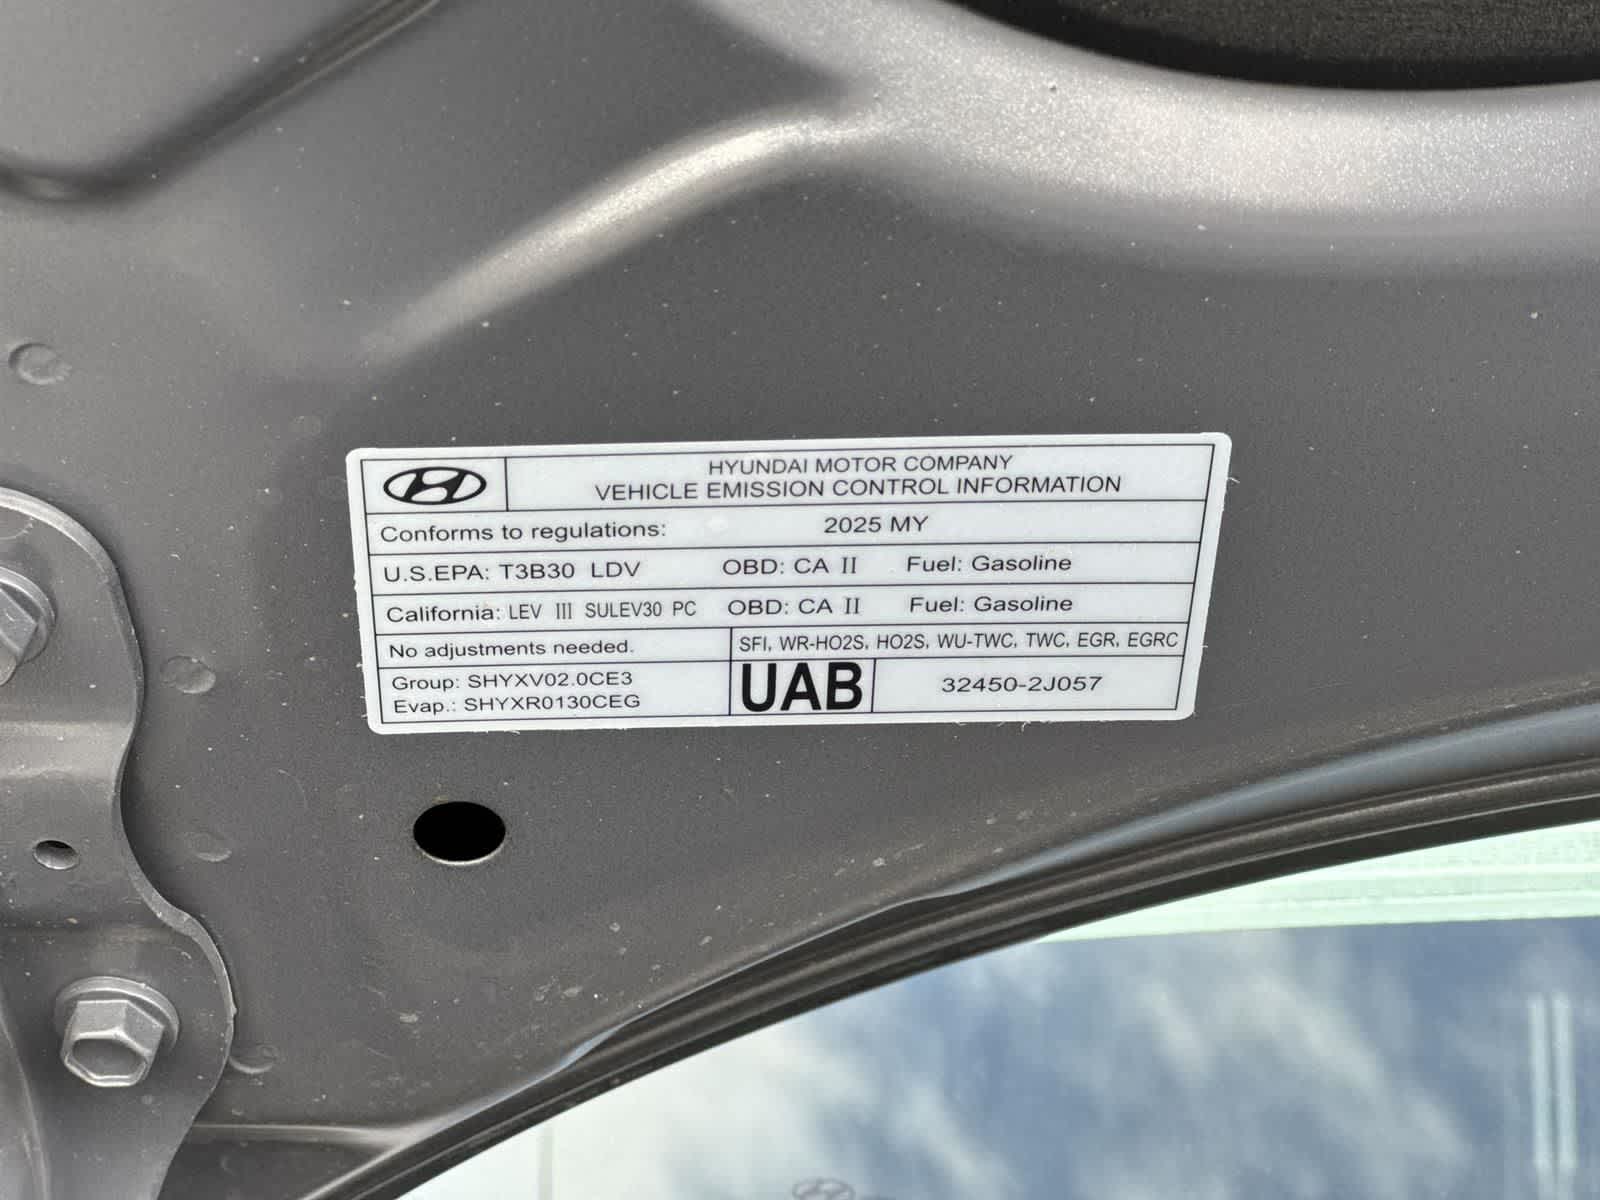 HYUNDAI MOTOR COMPANY
VEHICLE EMISSION CONTROL INFORMATION
Conforms to regulations: 2025 MY
U.S.EPA: T3B30 LDV OBD: CA II Fuel: Gasoline
California: LEV III SULEV30 PC OBD: CA II Fuel: Gasoline
No adjustments needed. SFI, WR-HO2S, HO2S, WU-TWC, TWC, EGR, EGRC
Group: SHYXV02.0CE3
Evap.: SHYXR0130CEG
UAB
32450-2J057